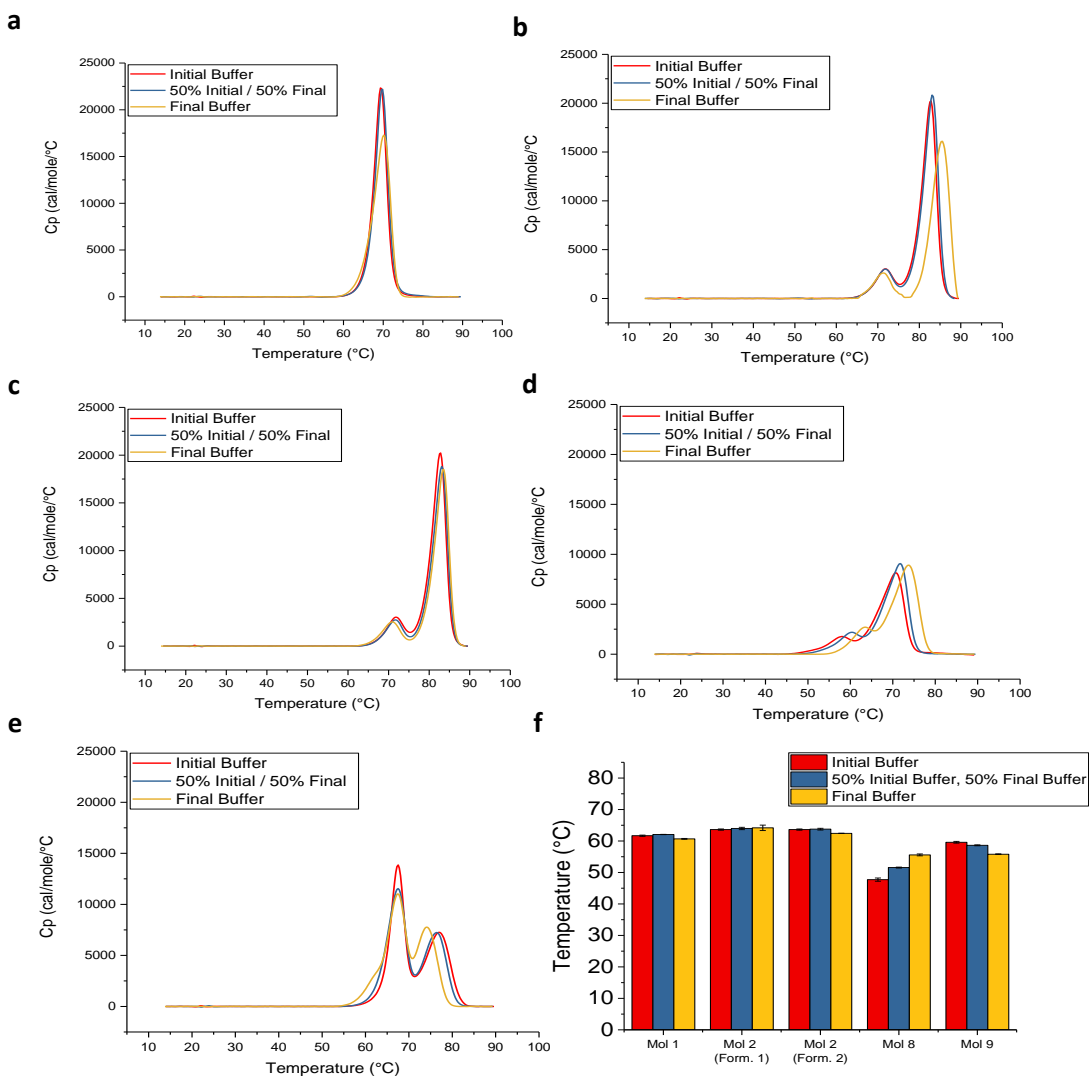 a
25000
20000
15000
10000
5000
0
Cp (cal/mole/°C
Initial Buffer
50% Initial / 50% Final
Final Buffer
10 20 30 40 50 60 70 80 90 100
Temperature (°C)
b
25000
20000
15000
10000
5000
0
Cp (cal/mole/°C
Initial Buffer
50% Initial / 50% Final
Final Buffer
10 20 30 40 50 60 70 80 90 100
Temperature (°C)
c
25000
20000
15000
10000
5000
0
Cp (cal/mole/°C
Initial Buffer
50% Initial / 50% Final
Final Buffer
10 20 30 40 50 60 70 80 90 100
Temperature (°C)
d
25000
20000
15000
10000
5000
0
Cp (cal/mole/°C
Initial Buffer
50% Initial / 50% Final
Final Buffer
10 20 30 40 50 60 70 80 90 100
Temperature (°C)
e
25000
20000
15000
10000
5000
0
Cp (cal/mole/°C
Initial Buffer
50% Initial / 50% Final
Final Buffer
10 20 30 40 50 60 70 80 90 100
Temperature (°C)
f
Initial Buffer
50% Initial Buffer, 50% Final Buffer
Final Buffer
80
70
60
50
40
30
20
10
0
Temperature (°C)
Mol 1 Mol 2 Mol 2 Mol 8 Mol 9
(Form. 1) (Form. 2)